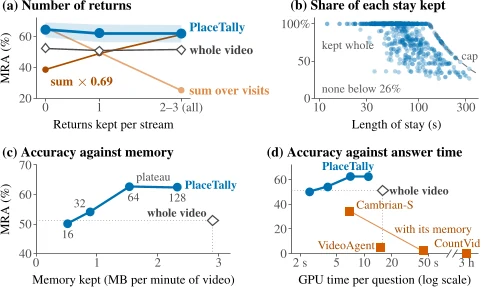 (a) Number of returns
MRA (%)
60
40
20
PlaceTally
whole video
sum × 0.69
sum over visits
0
1
2–3 (all)
Returns kept per stream
(b) Share of each stay kept
100%
50
0
kept whole
cap
none below 26%
10
30
100
300
Length of stay (s)
(c) Accuracy against memory
MRA (%)
70
60
50
40
plateau
PlaceTally
16
32
64
128
whole video
0
1
2
3
Memory kept (MB per minute of video)
(d) Accuracy against answer time
60
40
20
0
PlaceTally
whole video
Cambrian-S
with its memory
VideoAgent
CountVid
2 s
5
10
20
50 s
3 h
GPU time per question (log scale)